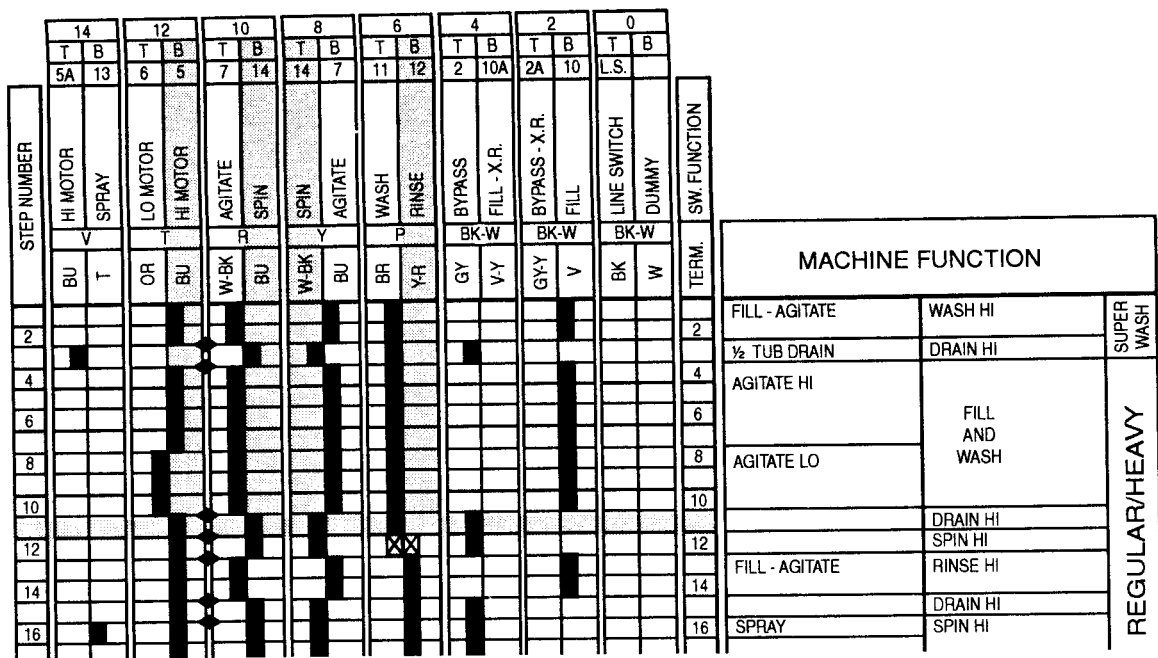 14 12 10 8 6 4 2 0
T B T B T B T B T B T B T B T B
5A 13 6 5 7 14 14 7 11 12 2 10A 2A 10 L.S.
STEP NUMBER HI MOTOR SPRAY LO MOTOR HI MOTOR AGITATE SPIN SPIN AGITATE WASH RINSE BYPASS FILL - X.R. BYPASS - X.R. FILL LINE SWITCH DUMMY SW. FUNCTION
V T R Y P BK-W BK-W BK-W
BU T OR BU W-BK BU W-BK BU BR Y-R GY V-Y GY-Y V BK W TERM.
MACHINE FUNCTION
FILL - AGITATE WASH HI SUPER WASH
2 2
½ TUB DRAIN DRAIN HI
4 4
AGITATE HI
6 6
FILL
AND
WASH
8 8
AGITATE LO
10 10
DRAIN HI
12 12
SPIN HI
FILL - AGITATE RINSE HI
14 14
DRAIN HI
16 16
SPRAY SPIN HI
REGULAR/HEAVY